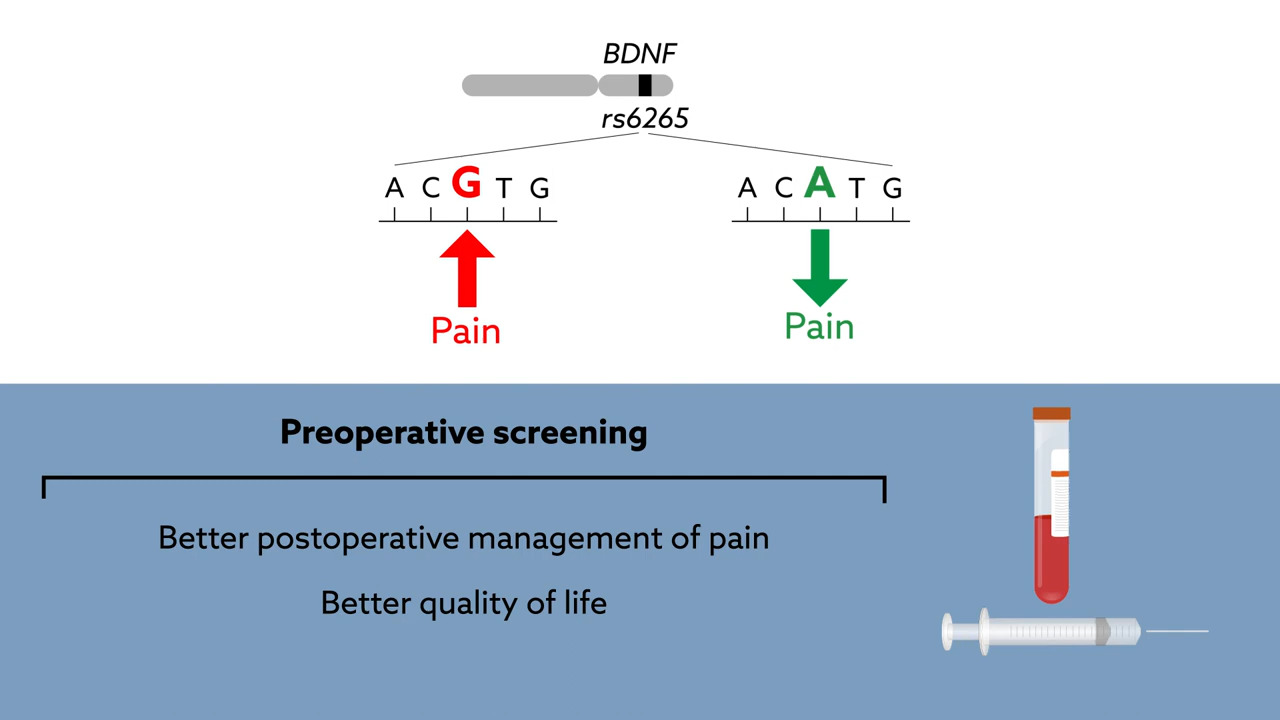 BDNF
rs6265
A C G T G
A C A T G
Pain
Pain
Preoperative screening
Better postoperative management of pain
Better quality of life